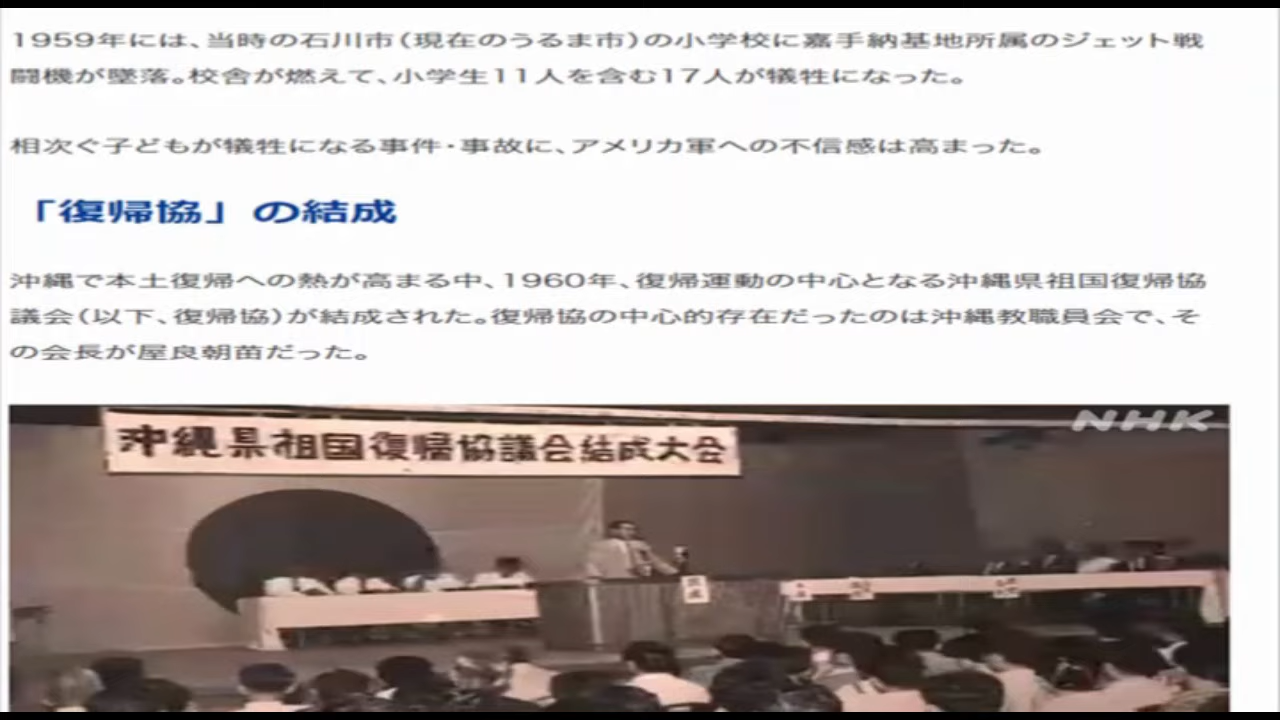 1959年には、当時の石川市（現在のうるま市）の小学校に嘉手納基地所属のジェット戦
闘機が墜落。校舎が燃えて、小学生11人を含む17人が犠牲になった。
相次ぐ子どもが犠牲になる事件・事故に、アメリカ軍への不信感は高まった。
「復帰協」の結成
沖縄で本土復帰への熱が高まる中、1960年、復帰運動の中心となる沖縄県祖国復帰協
議会（以下、復帰協）が結成された。復帰協の中心的存在だったのは沖縄教職員会で、そ
の会長が屋良朝苗だった。
NHK
沖縄県祖国復帰協議会結成大会